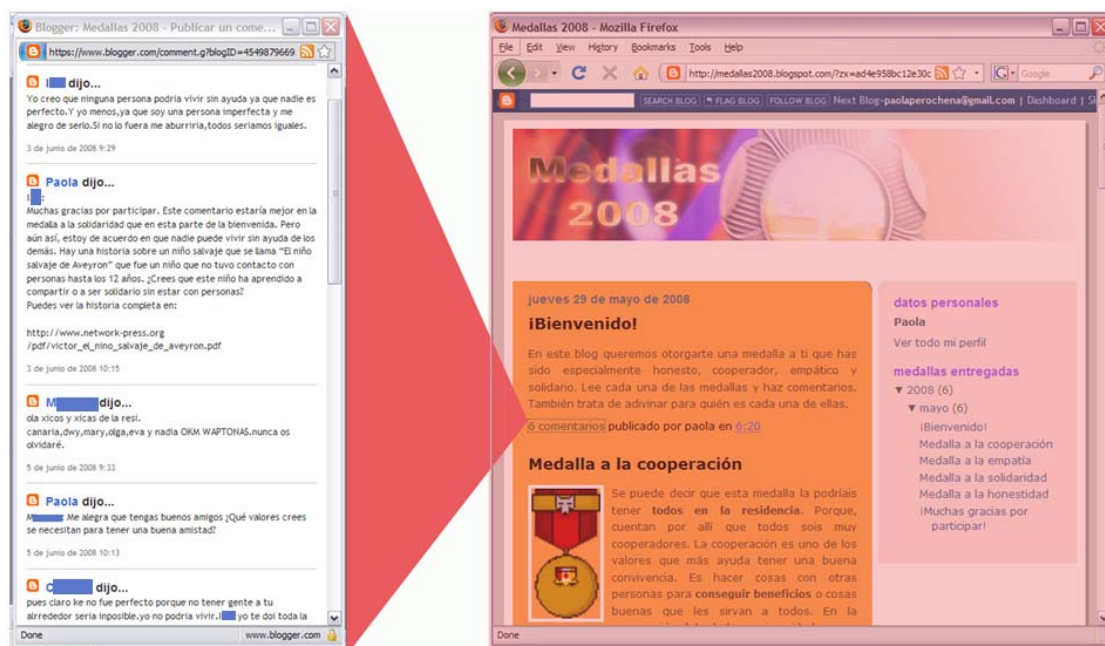 Blogger: Medallas 2008 - Publicar un come...
https://www.blogger.com/comment.g?blogID=4549879669
I dijo...
Yo creo que ninguna persona podria vivir sin ayuda ya que nadie es
perfecto.Y yo menos,ya que soy una persona imperfecta y me
alegro de serlo.Si no lo fuera me aburriria,todos seriamos iguales.
3 de junio de 2008 9:29
Paola dijo...
I :
Muchas gracias por participar. Este comentario estaría mejor en la
medalla a la solidaridad que en esta parte de la bienvenida. Pero
aún así, estoy de acuerdo en que nadie puede vivir sin ayuda de los
demás. Hay una historia sobre un niño salvaje que se llama "El niño
salvaje de Aveyron" que fue un niño que no tuvo contacto con
personas hasta los 12 años. ¿Crees que este niño ha aprendido a
compartir o a ser solidario sin estar con personas?
Puedes ver la historia completa en:
http://www.network-press.org
/pdf/victor_el_nino_salvaje_de_aveyron.pdf
3 de junio de 2008 10:15
M dijo...
ola xicos y xicas de la resi.
canaria,dwy,mary,olga,eva y nadia OKM WAPTONAS.nunca os
olvidaré.
5 de junio de 2008 9:33
Paola dijo...
M : Me alegra que tengas buenos amigos ¿Qué valores crees
se necesitan para tener una buena amistad?
5 de junio de 2008 10:13
C dijo...
pues claro ke no fue perfecto porque no tener gente a tu
airrededor seria inposible.yo no podria vivir.I yo te doi toda la
Done
www.blogger.com
Medallas 2008 - Mozilla Firefox
File Edit View History Bookmarks Tools Help
http://medallas2008.blogspot.com/?zx=ad4e958bc12e30c
Google
SEARCH BLOG FLAG BLOG FOLLOW BLOG Next Blog» paolaperochena@gmail.com | Dashboard |
Medallas
2008
jueves 29 de mayo de 2008
¡Bienvenido!
En este blog queremos otorgarte una medalla a ti que has
sido especialmente honesto, cooperador, empático y
solidario. Lee cada una de las medallas y haz comentarios.
También trata de adivinar para quién es cada una de ellas.
6 comentarios publicado por paola en 6:20
Medalla a la cooperación
Se puede decir que esta medalla la podríais
tener todos en la residencia. Porque,
cuentan por allí que todos sois muy
cooperadores. La cooperación es uno de los
valores que más ayuda tener una buena
convivencia. Es hacer cosas con otras
personas para conseguir beneficios o cosas
buenas que les sirvan a todos. En la
datos personales
Paola
Ver todo mi perfil
medallas entregadas
▼ 2008 (6)
▼ mayo (6)
¡Bienvenido!
Medalla a la cooperación
Medalla a la empatía
Medalla a la solidaridad
Medalla a la honestidad
¡Muchas gracias por
participar!
Done